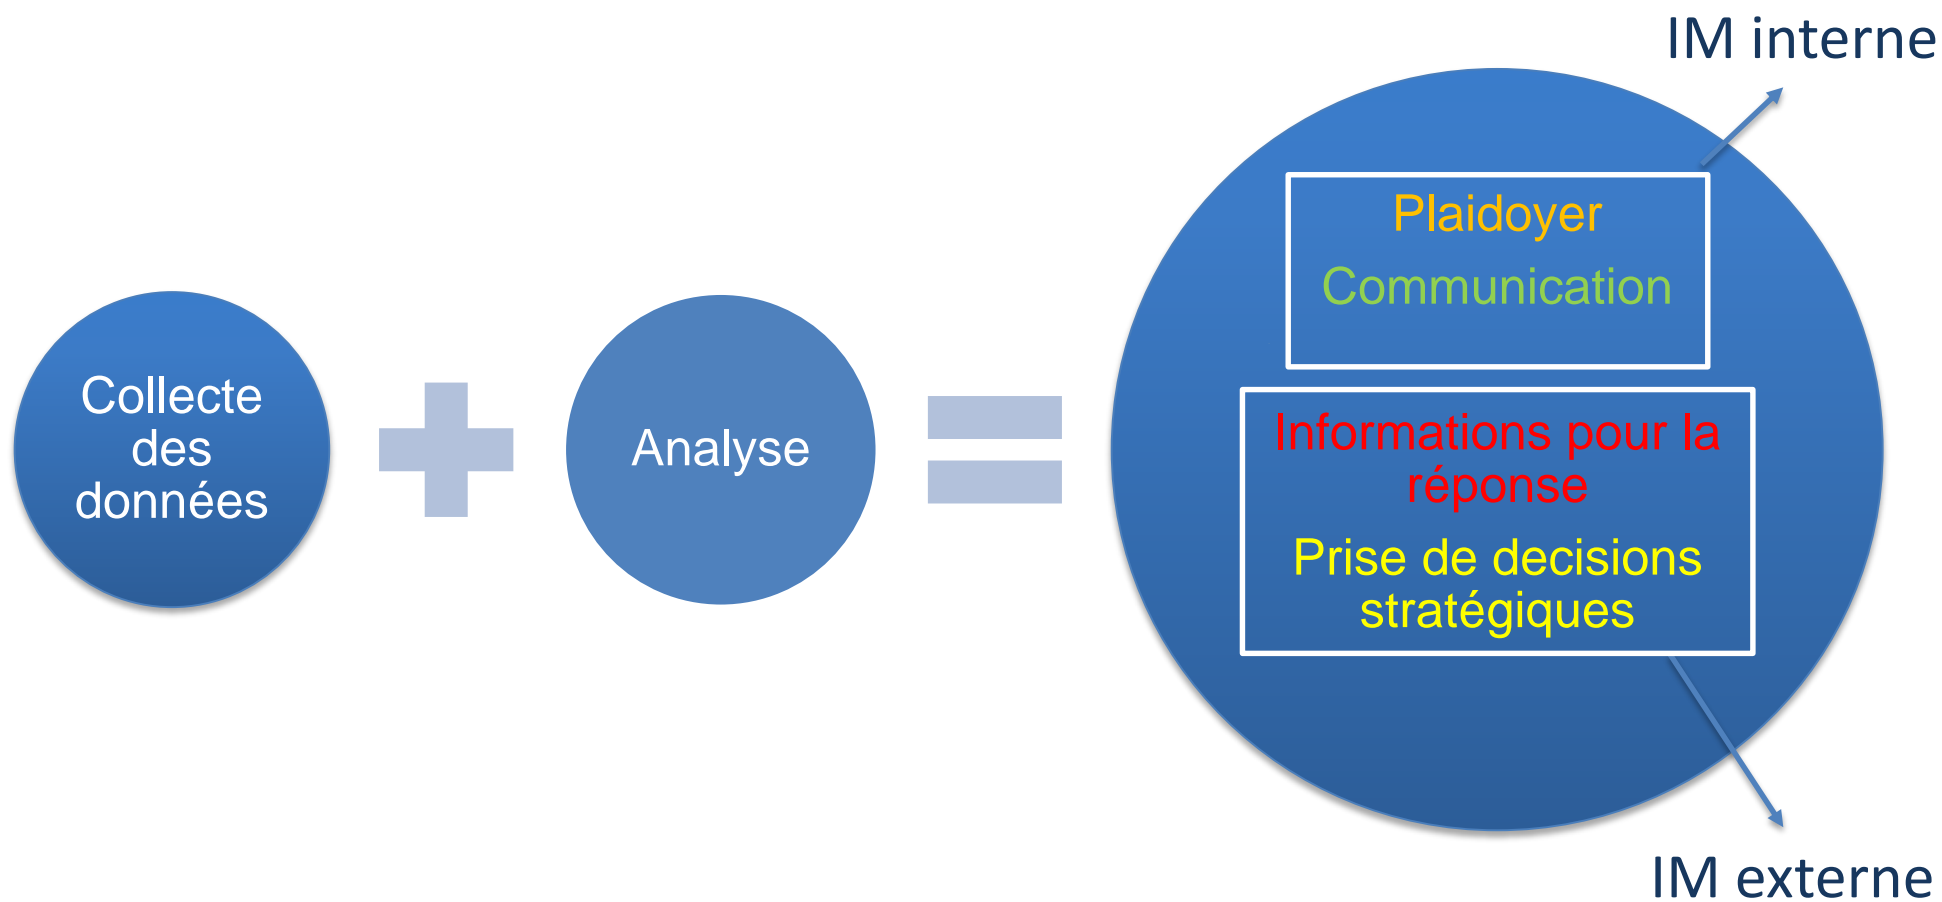 IM interne
Plaidoyer
Communication
Collecte
des
données
Analyse
Informations pour la
réponse
Prise de decisions
stratégiques
IM externe